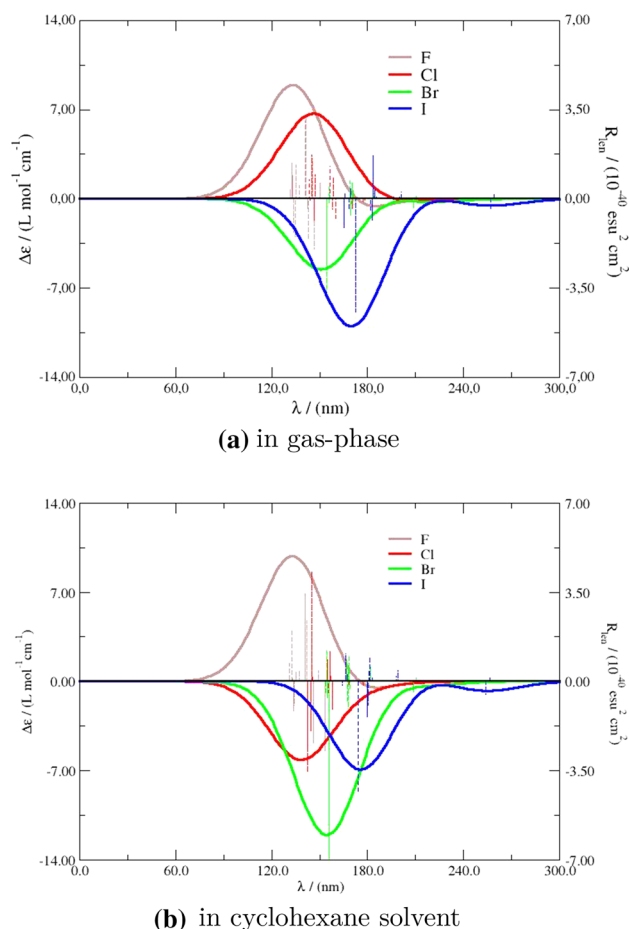 14,00
7,00
0,00
-7,00
-14,00
Δε / (L mol⁻¹cm⁻¹)
F
Cl
Br
I
7,00
3,50
0,00
-3,50
-7,00
R_len / (10⁻⁴⁰ esu² cm²)
0,0 60,0 120,0 180,0 240,0 300,0
λ / (nm)
(a) in gas-phase
14,00
7,00
0,00
-7,00
-14,00
Δε / (L mol⁻¹cm⁻¹)
F
Cl
Br
I
7,00
3,50
0,00
-3,50
-7,00
R_len / (10⁻⁴⁰ esu² cm²)
0,0 60,0 120,0 180,0 240,0 300,0
λ / (nm)
(b) in cyclohexane solvent